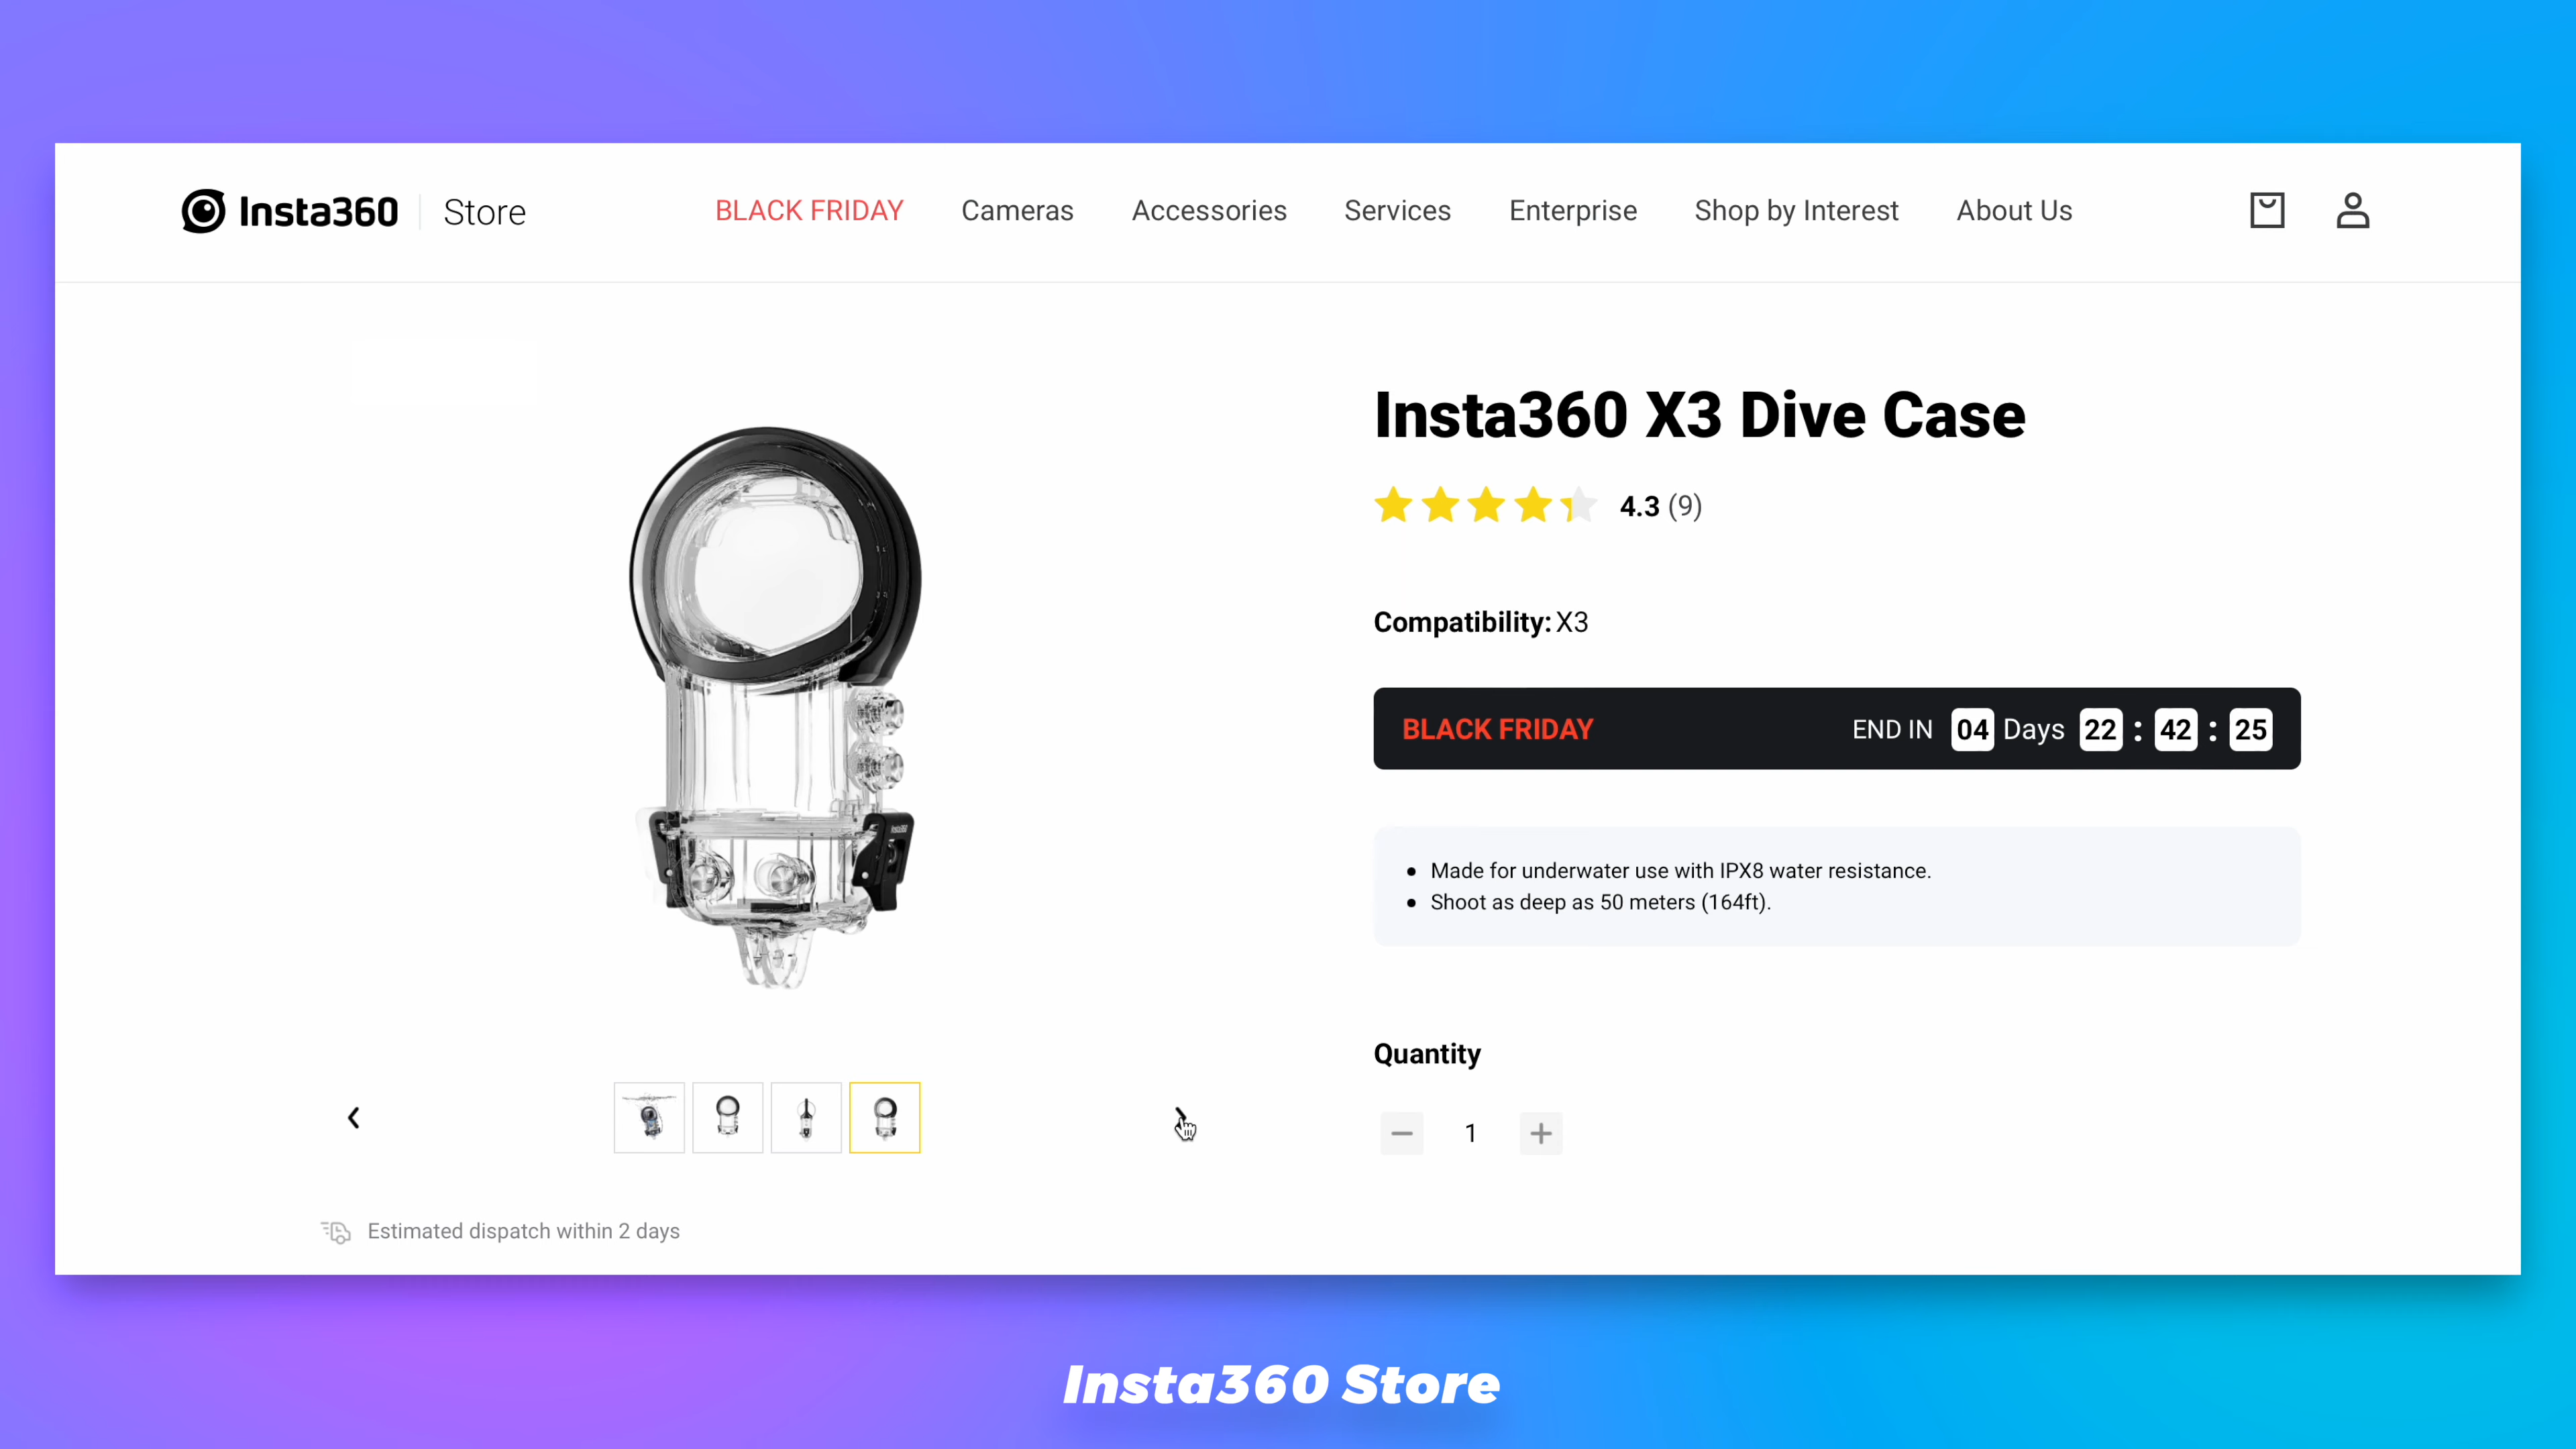 Insta360 | Store
BLACK FRIDAY Cameras Accessories Services Enterprise Shop by Interest About Us
Insta360 X3 Dive Case
4.3 (9)
Compatibility: X3
BLACK FRIDAY END IN 04 Days 22 : 42 : 25
• Made for underwater use with IPX8 water resistance.
• Shoot as deep as 50 meters (164ft).
Quantity
− 1 +
Estimated dispatch within 2 days
Insta360 Store